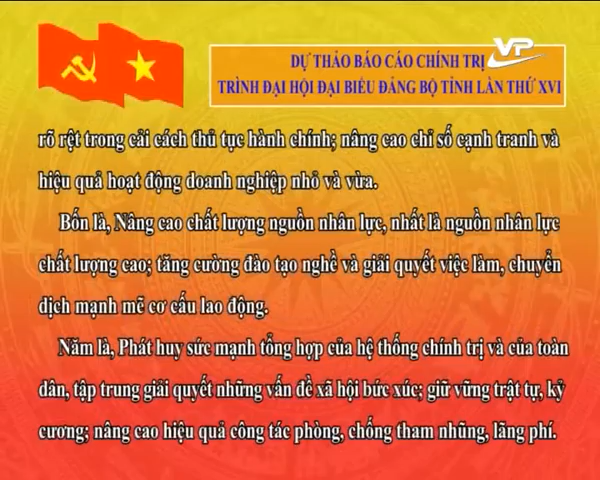 VP
DỰ THẢO BÁO CÁO CHÍNH TRỊ
TRÌNH ĐẠI HỘI ĐẠI BIỂU ĐẢNG BỘ TỈNH LẦN THỨ XVI
rõ rệt trong cải cách thủ tục hành chính; nâng cao chỉ số cạnh tranh và
hiệu quả hoạt động doanh nghiệp nhỏ và vừa.
Bốn là, Nâng cao chất lượng nguồn nhân lực, nhất là nguồn nhân lực
chất lượng cao; tăng cường đào tạo nghề và giải quyết việc làm, chuyển
dịch mạnh mẽ cơ cấu lao động.
Năm là, Phát huy sức mạnh tổng hợp của hệ thống chính trị và của toàn
dân, tập trung giải quyết những vấn đề xã hội bức xúc; giữ vững trật tự, kỷ
cương; nâng cao hiệu quả công tác phòng, chống tham nhũng, lãng phí.